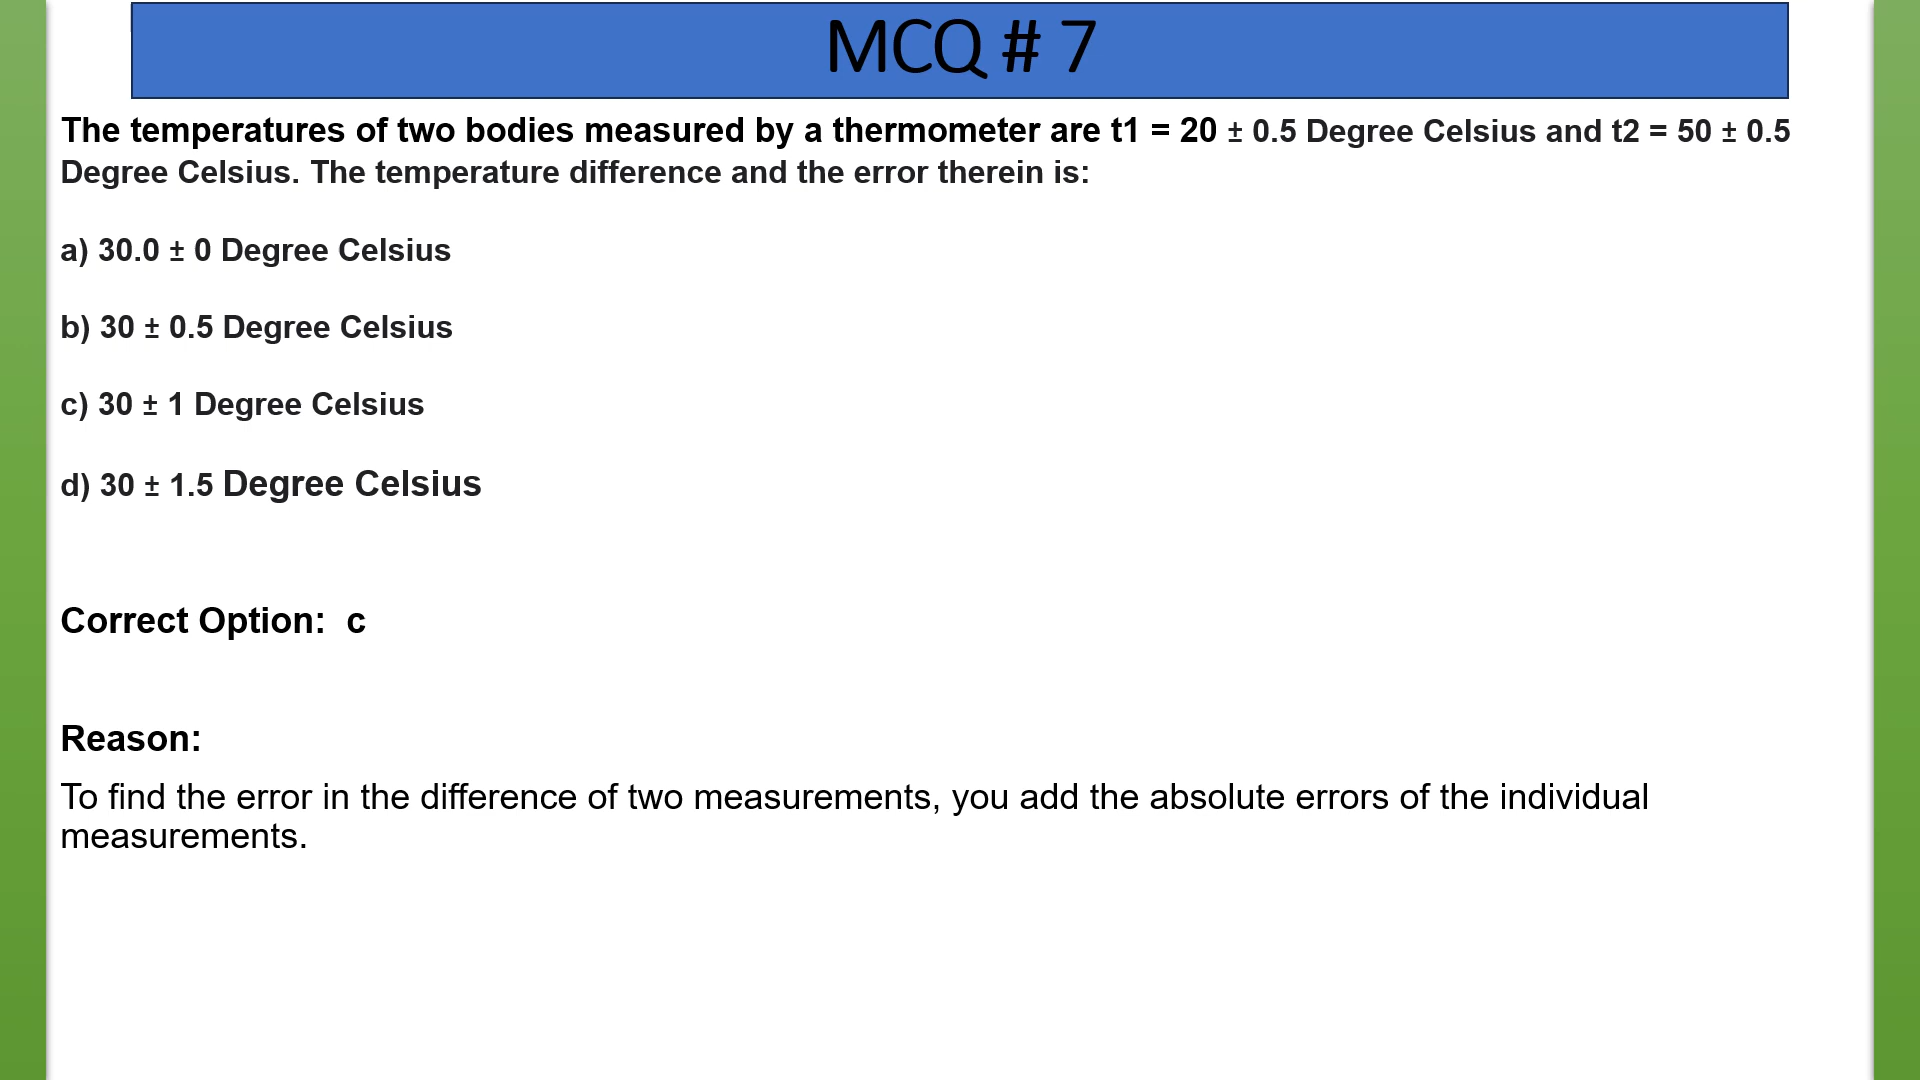 MCQ # 7
The temperatures of two bodies measured by a thermometer are t1 = 20 ± 0.5 Degree Celsius and t2 = 50 ± 0.5
Degree Celsius. The temperature difference and the error therein is:
a) 30.0 ± 0 Degree Celsius
b) 30 ± 0.5 Degree Celsius
c) 30 ± 1 Degree Celsius
d) 30 ± 1.5 Degree Celsius
Correct Option: c
Reason:
To find the error in the difference of two measurements, you add the absolute errors of the individual
measurements.